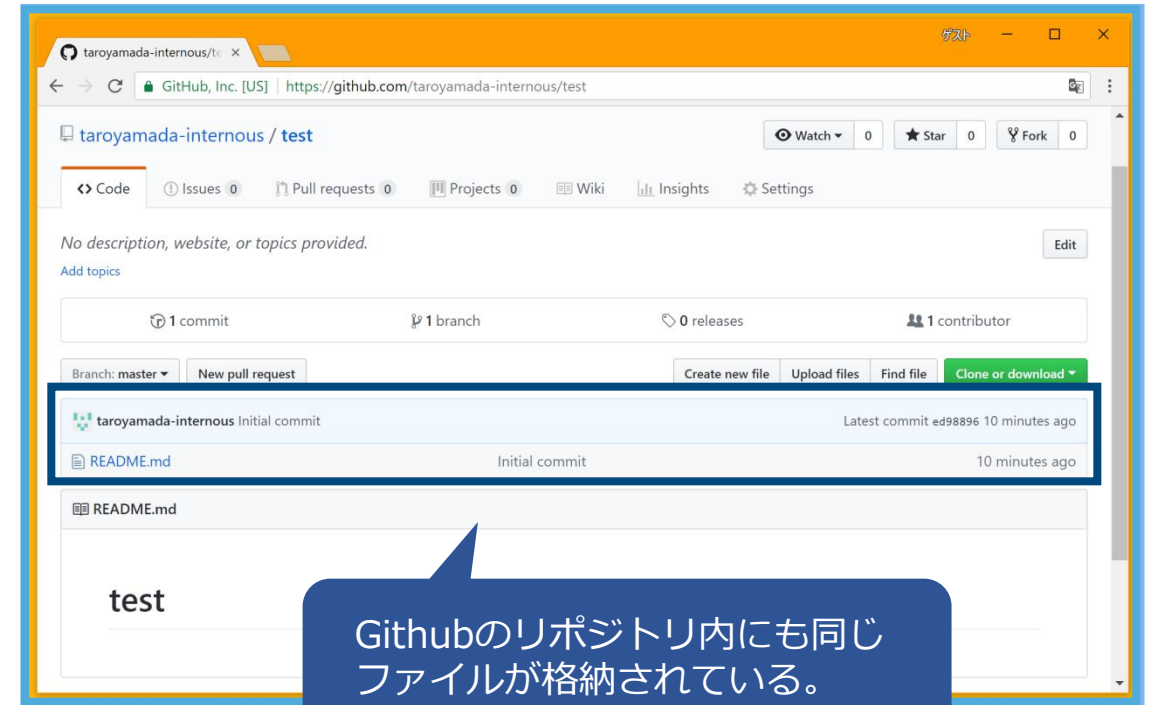 ゲスト
taroyamada-internous/te
GitHub, Inc. [US] https://github.com/taroyamada-internous/test
taroyamada-internous / test Watch 0 Star 0 Fork 0
Code Issues 0 Pull requests 0 Projects 0 Wiki Insights Settings
No description, website, or topics provided. Edit
Add topics
1 commit 1 branch 0 releases 1 contributor
Branch: master New pull request Create new file Upload files Find file Clone or download
taroyamada-internous Initial commit Latest commit ed98896 10 minutes ago
README.md Initial commit 10 minutes ago
README.md
test
Githubのリポジトリ内にも同じ
ファイルが格納されている。